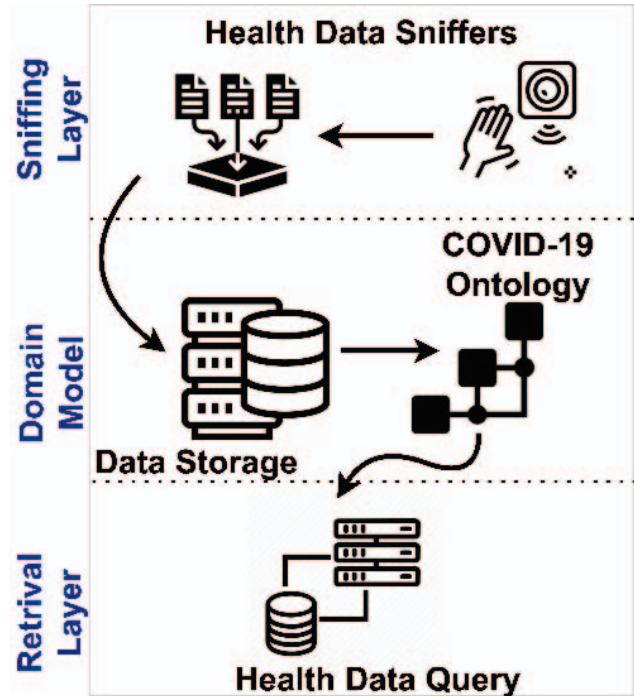 Health Data Sniffers
Sniffing
Layer
COVID-19
Ontology
Domain
Model
Data Storage
Retrival
Layer
Health Data Query